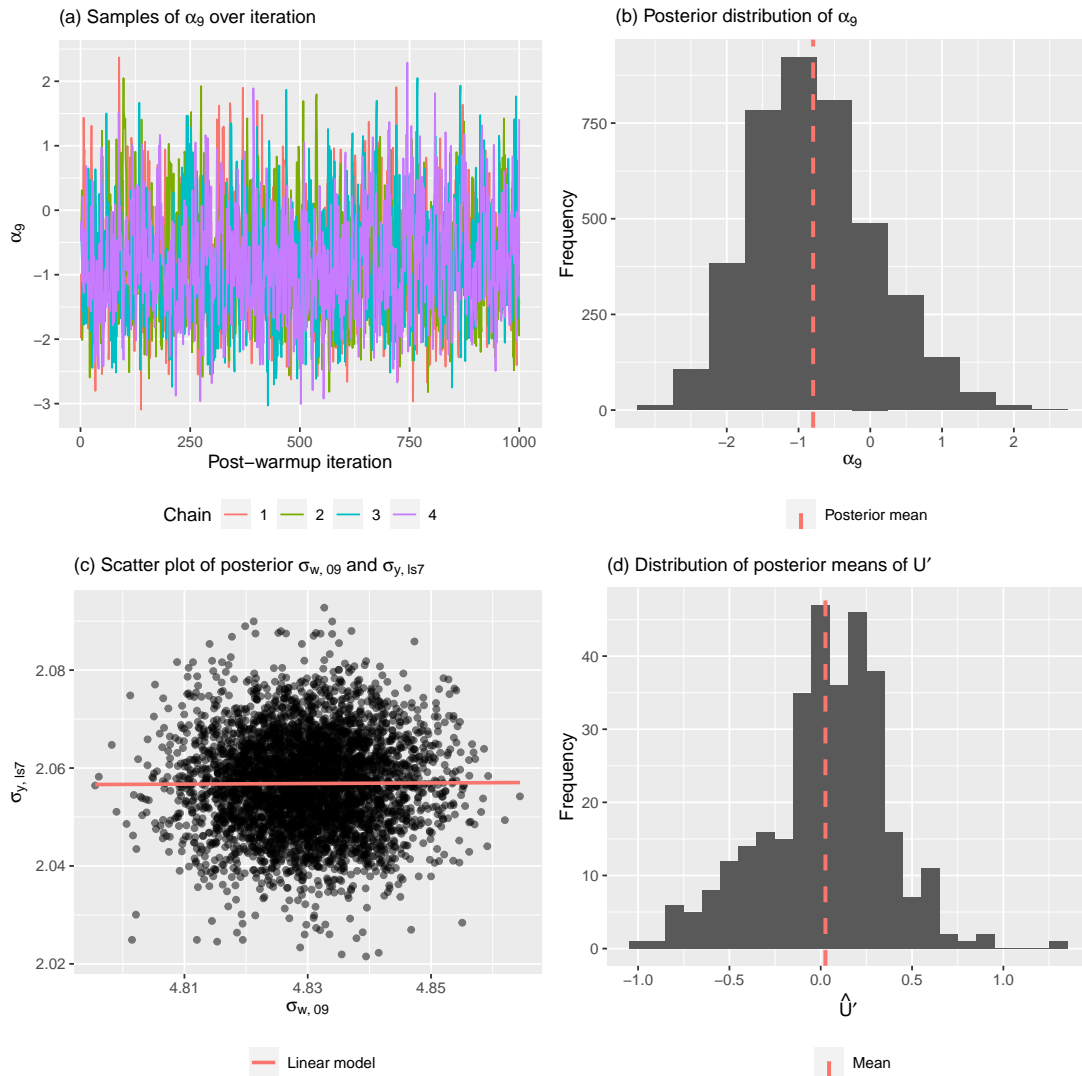 (a) Samples of α₉ over iteration
2
1
0
−1
−2
−3
α₉
0 250 500 750 1000
Post−warmup iteration
Chain 1 2 3 4
(b) Posterior distribution of α₉
750
500
250
0
Frequency
−2 −1 0 1 2
α₉
Posterior mean
(c) Scatter plot of posterior σw, 09 and σy, ls7
2.08
2.06
2.04
2.02
σy, ls7
4.81 4.83 4.85
σw, 09
Linear model
(d) Distribution of posterior means of U′
40
30
20
10
0
Frequency
−1.0 −0.5 0.0 0.5 1.0
Û′
Mean